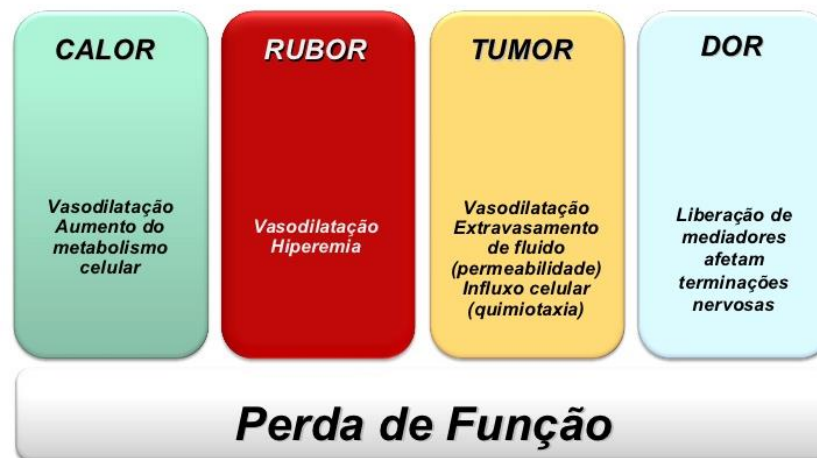 CALOR
Vasodilatação
Aumento do
metabolismo
celular
RUBOR
Vasodilatação
Hiperemia
TUMOR
Vasodilatação
Extravasamento
de fluido
(permeabilidade)
Influxo celular
(quimiotaxia)
DOR
Liberação de
mediadores
afetam
terminações
nervosas
Perda de Função